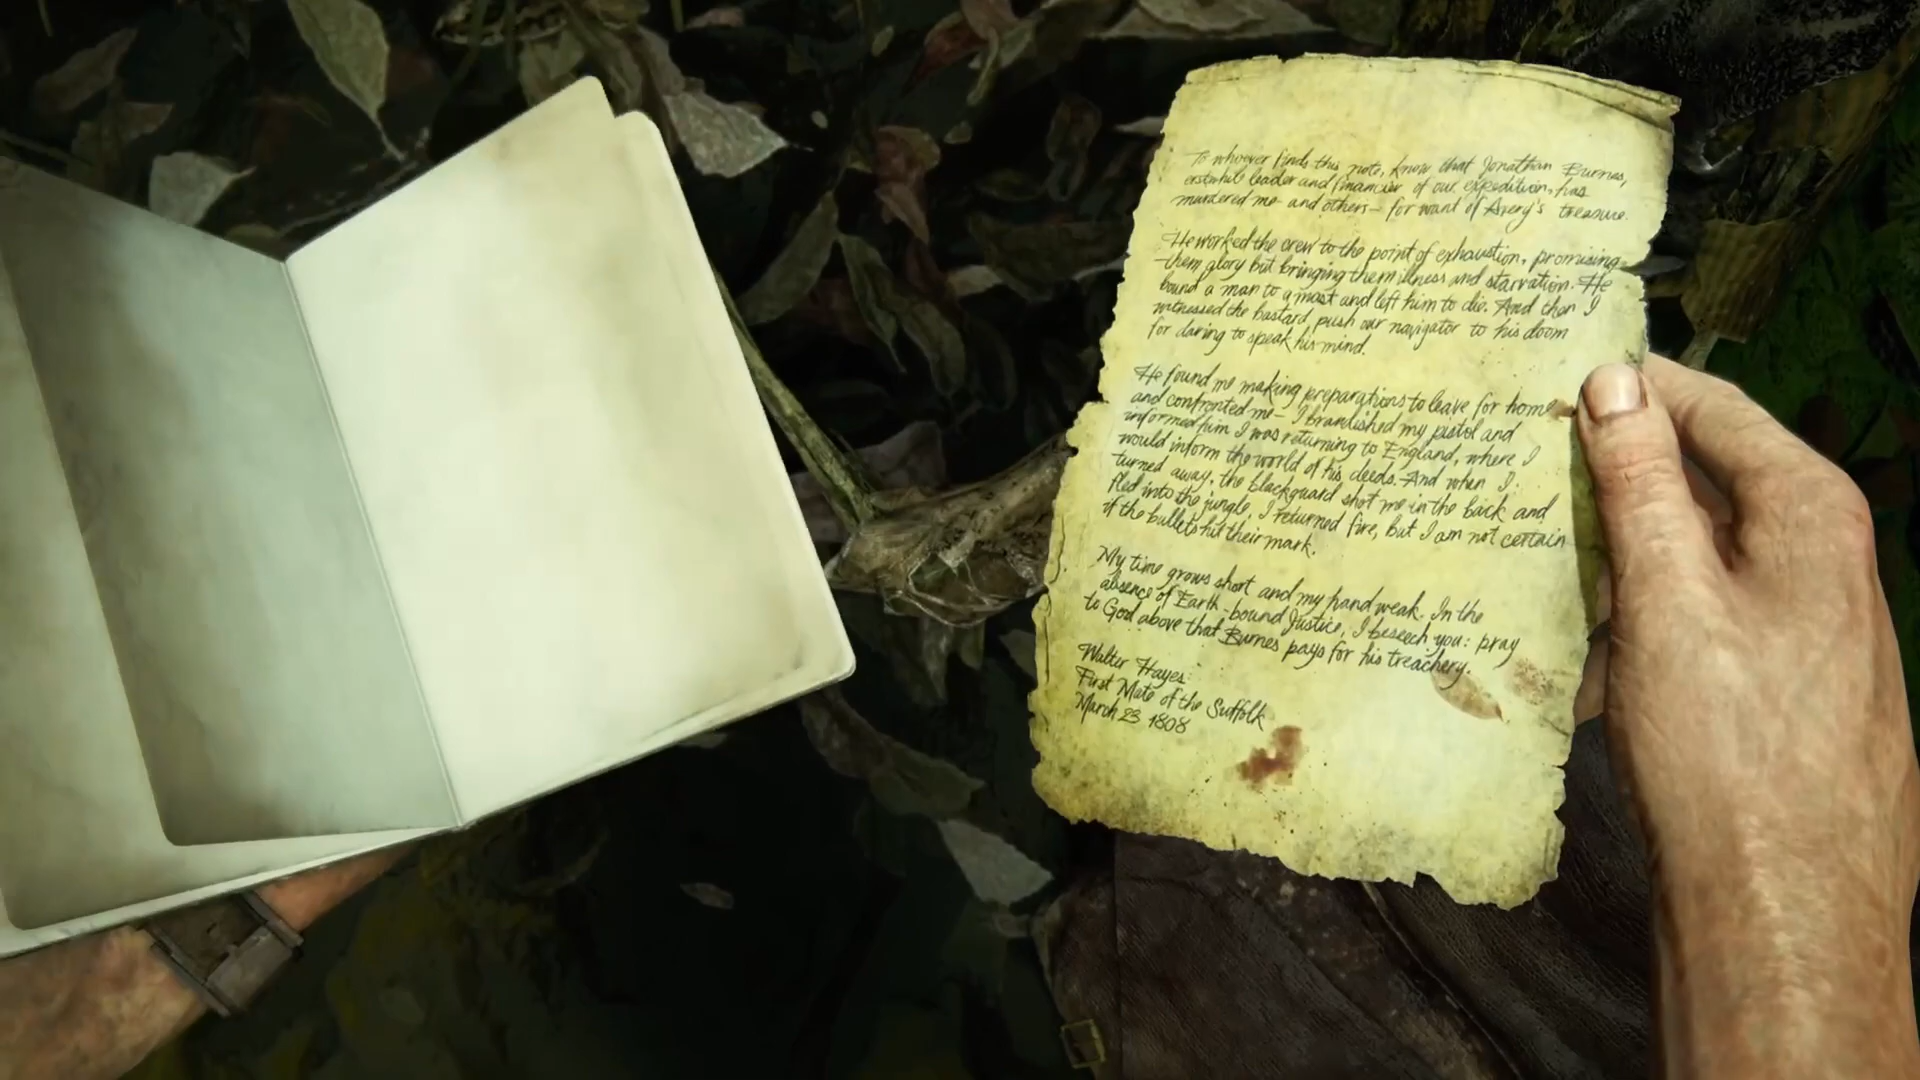 To whoever finds this note, know that Jonathan Burnes,
erstwhile leader and financier of our expedition, has
murdered me - and others - for want of Avery's treasure.
He worked the crew to the point of exhaustion, promising
them glory but bringing them illness and starvation. He
bound a man to a mast and left him to die. And then I
witnessed the bastard push our navigator to his doom
for daring to speak his mind.
He found me making preparations to leave for home
and confronted me - I brandished my pistol and
informed him I was returning to England, where I
would inform the world of his deeds. And when I
turned away, the blackguard shot me in the back and
fled into the jungle. I returned fire, but I am not certain
if the bullets hit their mark.
My time grows short and my hand weak. In the
absence of Earth-bound Justice, I beseech you: pray
to God above that Burnes pays for his treachery.
Walter Hayes
First Mate of the Suffolk
March 23 1808